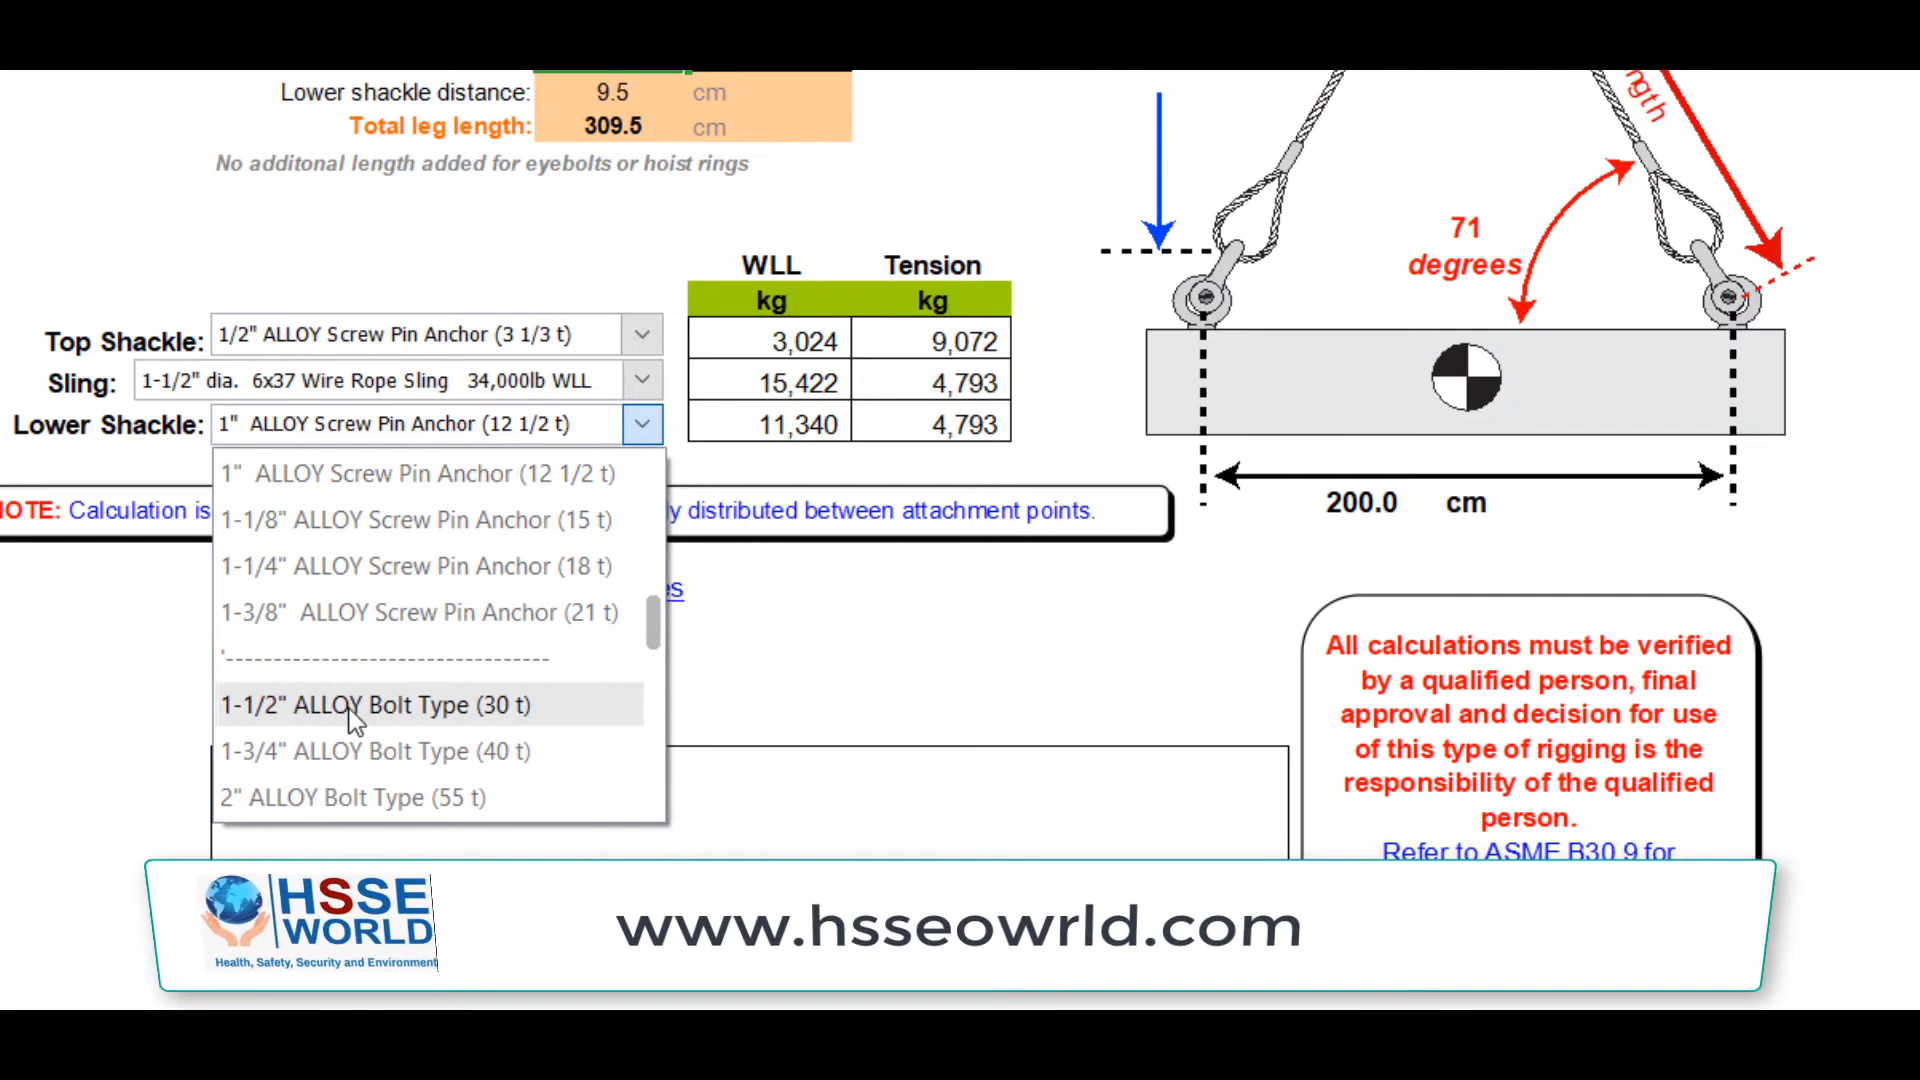 Lower shackle distance: 9.5 cm
Total leg length: 309.5 cm
No additonal length added for eyebolts or hoist rings
ngth
71
degrees
WLL Tension
kg kg
Top Shackle: 1/2" ALLOY Screw Pin Anchor (3 1/3 t) 3,024 9,072
Sling: 1-1/2" dia. 6x37 Wire Rope Sling 34,000lb WLL 15,422 4,793
Lower Shackle: 1" ALLOY Screw Pin Anchor (12 1/2 t) 11,340 4,793
1" ALLOY Screw Pin Anchor (12 1/2 t)
200.0 cm
OTE: Calculation is y distributed between attachment points.
1-1/8" ALLOY Screw Pin Anchor (15 t)
1-1/4" ALLOY Screw Pin Anchor (18 t)
es
1-3/8" ALLOY Screw Pin Anchor (21 t)
'----------------------------------
1-1/2" ALLOY Bolt Type (30 t)
1-3/4" ALLOY Bolt Type (40 t)
2" ALLOY Bolt Type (55 t)
All calculations must be verified
by a qualified person, final
approval and decision for use
of this type of rigging is the
responsibility of the qualified
person.
Refer to ASME B30.9 for
HSSE
WORLD
Health, Safety, Security and Environment
www.hsseowrld.com